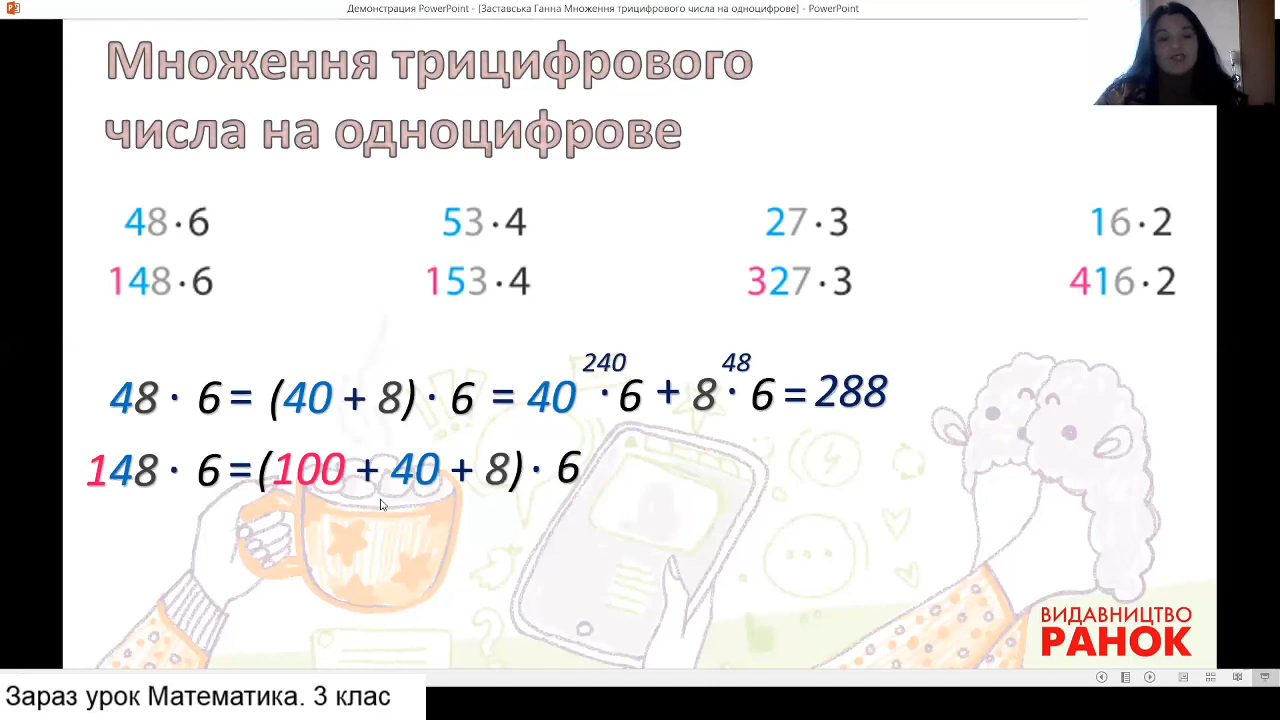 Демонстрация PowerPoint - [Заставська Ганна Множення трицифрового числа на одноцифрове] - PowerPoint
Множення трицифрового
числа на одноцифрове
48 · 6 53 · 4 27 · 3 16 · 2
148 · 6 153 · 4 327 · 3 416 · 2
240 48
48 · 6 = (40 + 8) · 6 = 40 · 6 + 8 · 6 = 288
148 · 6 = (100 + 40 + 8) · 6
ВИДАВНИЦТВО
РАНОК
Зараз урок Математика. 3 клас